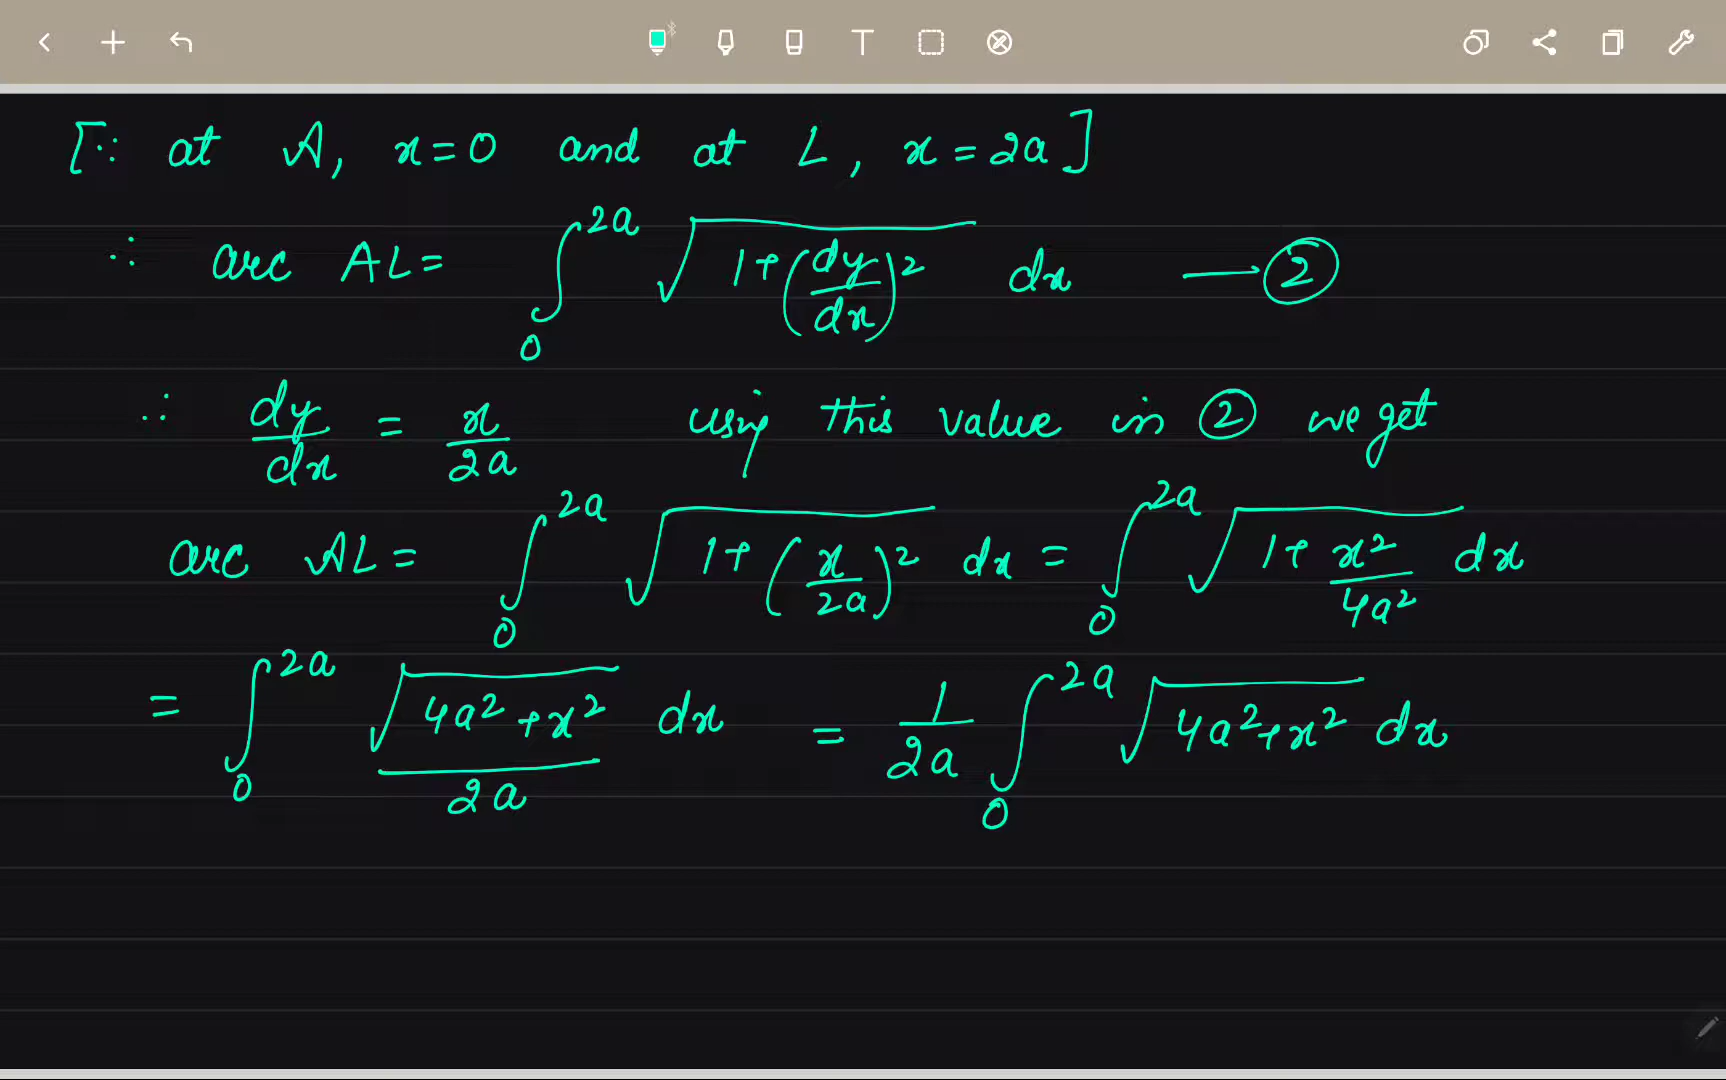 [∵ at A, x=0 and at L, x=2a]
∴ arc AL = ∫₀^{2a} √(1+(dy/dx)²) dx —②
∴ dy/dx = x/2a using this value in ② we get
arc AL = ∫₀^{2a} √(1+(x/2a)²) dx = ∫₀^{2a} √(1+x²/4a²) dx
= ∫₀^{2a} √(4a²+x²)/2a dx = 1/2a ∫₀^{2a} √(4a²+x²) dx